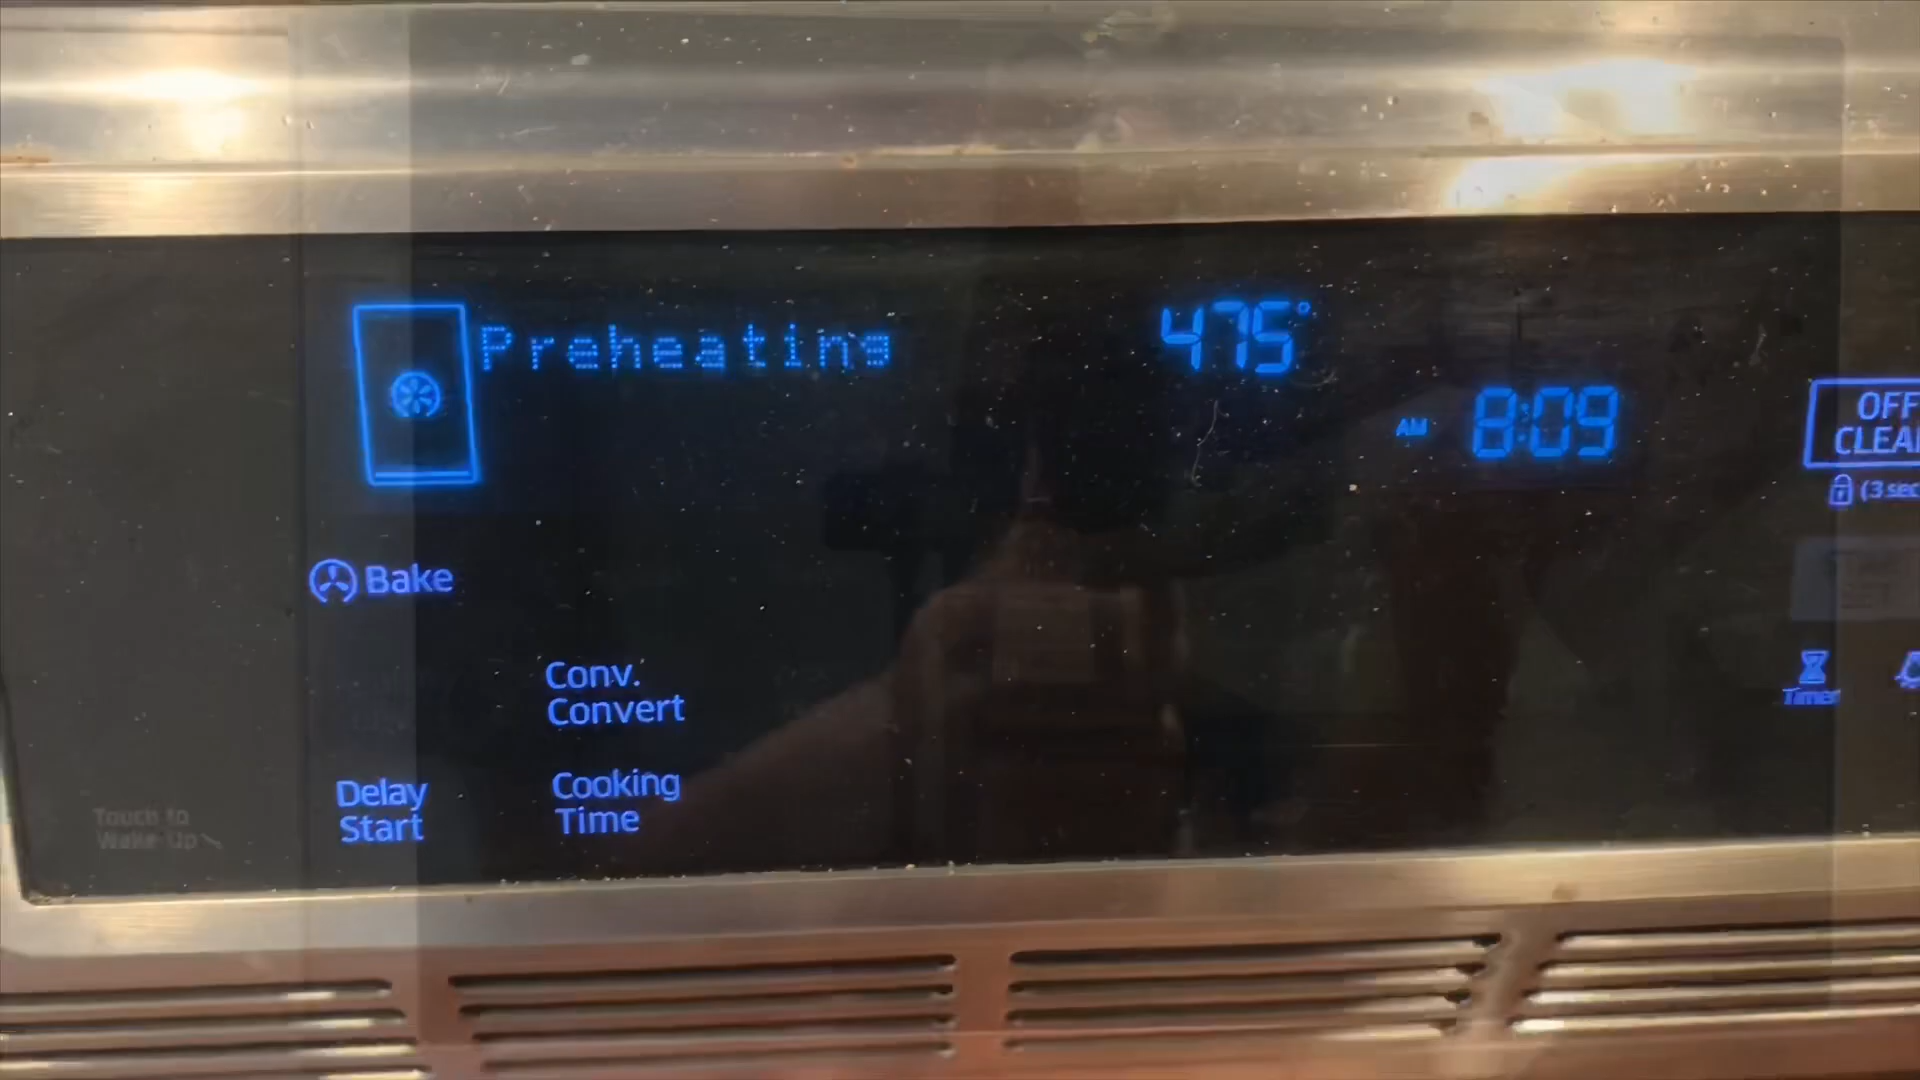 Preheating
475°
AM 8:09
OFF
CLEAR
(3 sec
Bake
Conv.
Convert
Timer
Delay
Start
Cooking
Time
Touch to
Wake Up